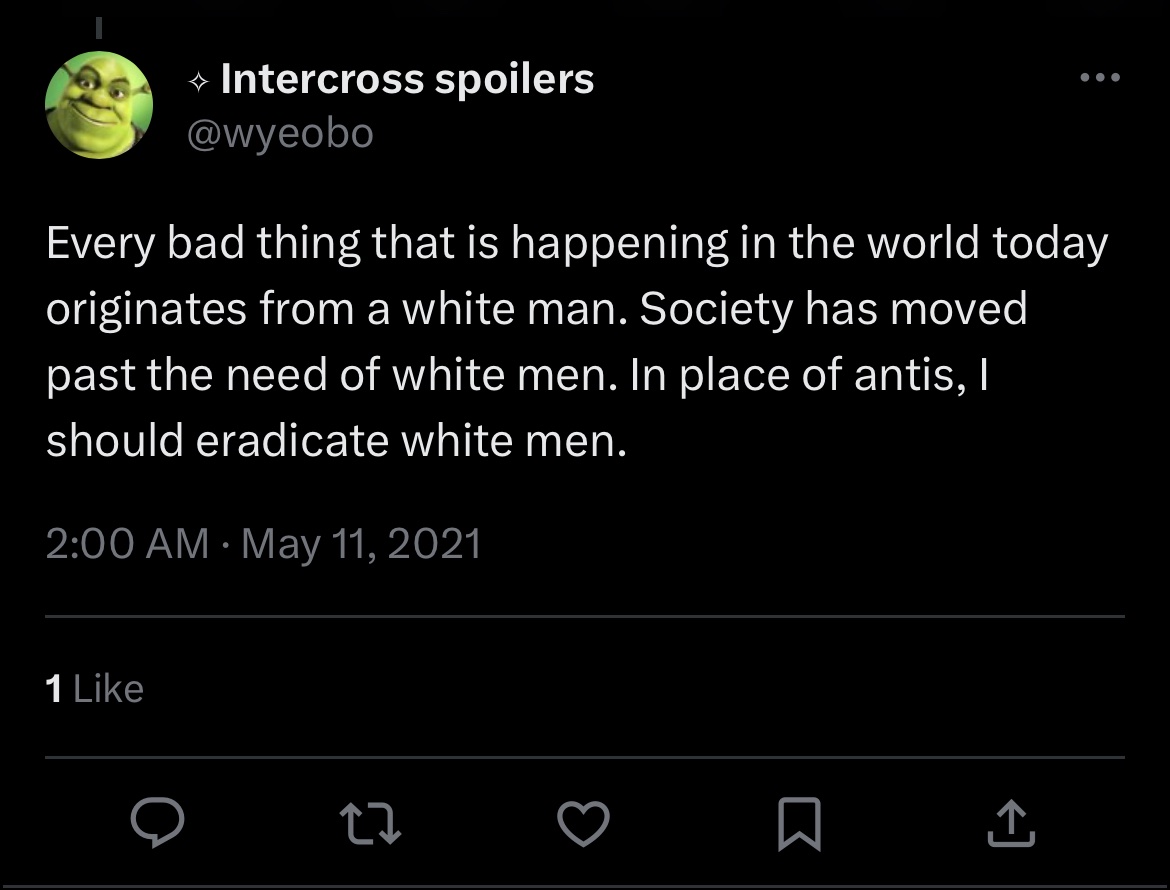 ✧ Intercross spoilers
@wyeobo
Every bad thing that is happening in the world today
originates from a white man. Society has moved
past the need of white men. In place of antis, I
should eradicate white men.
2:00 AM · May 11, 2021
1 Like